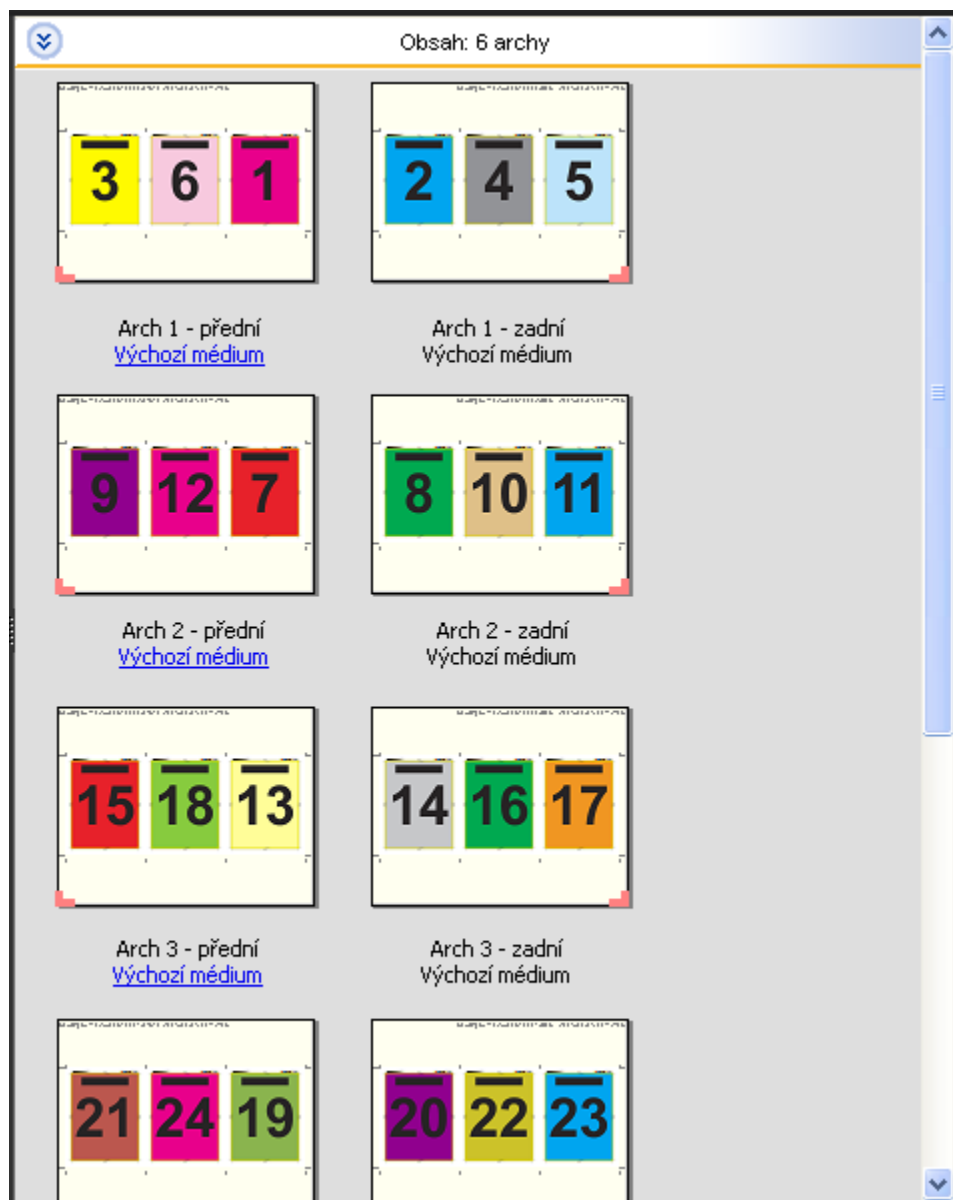 Obsah: 6 archy
3 6 1
2 4 5
Arch 1 - přední
Výchozí médium
Arch 1 - zadní
Výchozí médium
9 12 7
8 10 11
Arch 2 - přední
Výchozí médium
Arch 2 - zadní
Výchozí médium
15 18 13
14 16 17
Arch 3 - přední
Výchozí médium
Arch 3 - zadní
Výchozí médium
21 24 19
20 22 23